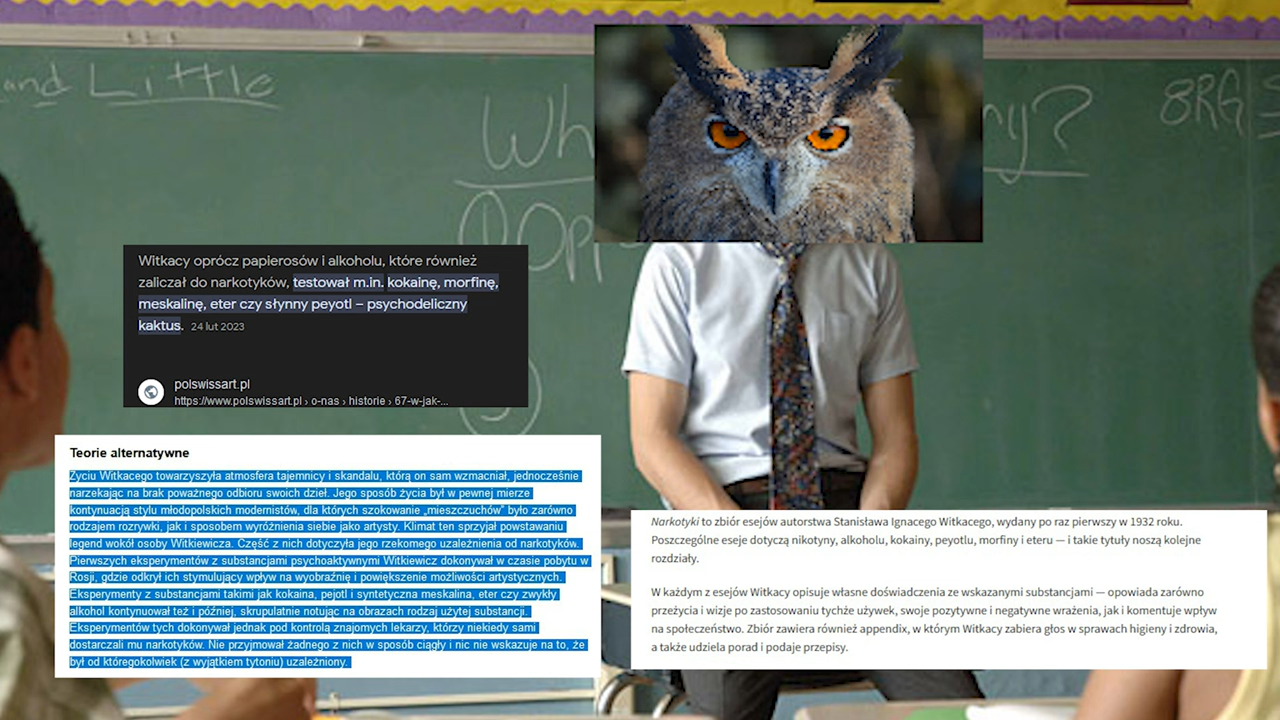 and Little
Wh
ry?
8RG
Opp
Witkacy oprócz papierosów i alkoholu, które również
zaliczał do narkotyków, testował m.in. kokainę, morfinę,
meskalinę, eter czy słynny peyotl – psychodeliczny
kaktus. 24 lut 2023
polswissart.pl
https://www.polswissart.pl › o-nas › historie › 67-w-jak-...
Teorie alternatywne
Życiu Witkacego towarzyszyła atmosfera tajemnicy i skandalu, którą on sam wzmacniał, jednocześnie
narzekając na brak poważnego odbioru swoich dzieł. Jego sposób życia był w pewnej mierze
kontynuacją stylu młodopolskich modernistów, dla których szokowanie „mieszczuchów” było zarówno
rodzajem rozrywki, jak i sposobem wyróżnienia siebie jako artysty. Klimat ten sprzyjał powstawaniu
legend wokół osoby Witkiewicza. Część z nich dotyczyła jego rzekomego uzależnienia od narkotyków.
Pierwszych eksperymentów z substancjami psychoaktywnymi Witkiewicz dokonywał w czasie pobytu w
Rosji, gdzie odkrył ich stymulujący wpływ na wyobraźnię i powiększenie możliwości artystycznych.
Eksperymenty z substancjami takimi jak kokaina, pejotl i syntetyczna meskalina, eter czy zwykły
alkohol kontynuował też i później, skrupulatnie notując na obrazach rodzaj użytej substancji.
Eksperymentów tych dokonywał jednak pod kontrolą znajomych lekarzy, którzy niekiedy sami
dostarczali mu narkotyków. Nie przyjmował żadnego z nich w sposób ciągły i nic nie wskazuje na to, że
był od któregokolwiek (z wyjątkiem tytoniu) uzależniony.
Narkotyki to zbiór esejów autorstwa Stanisława Ignacego Witkacego, wydany po raz pierwszy w 1932 roku.
Poszczególne eseje dotyczą nikotyny, alkoholu, kokainy, peyotlu, morfiny i eteru — i takie tytuły noszą kolejne
rozdziały.
W każdym z esejów Witkacy opisuje własne doświadczenia ze wskazanymi substancjami — opowiada zarówno
przeżycia i wizje po zastosowaniu tychże używek, swoje pozytywne i negatywne wrażenia, jak i komentuje wpływ
na społeczeństwo. Zbiór zawiera również appendix, w którym Witkacy zabiera głos w sprawach higieny i zdrowia,
a także udziela porad i podaje przepisy.